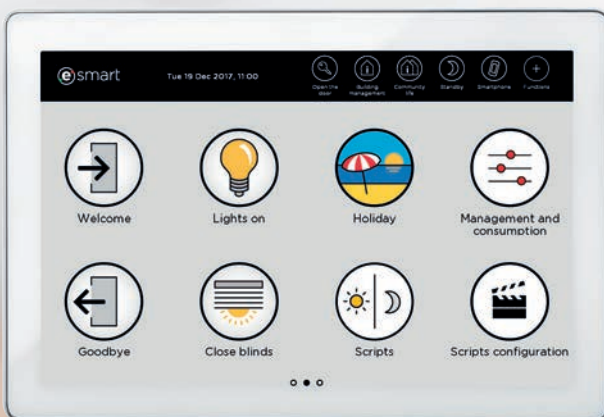 esmart
Tue 19 Dec 2017, 11:00
Open the
door
Building
management
Community
life
Standby
Smartphone
Functions
Welcome
Lights on
Holiday
Management and
consumption
Goodbye
Close blinds
Scripts
Scripts configuration